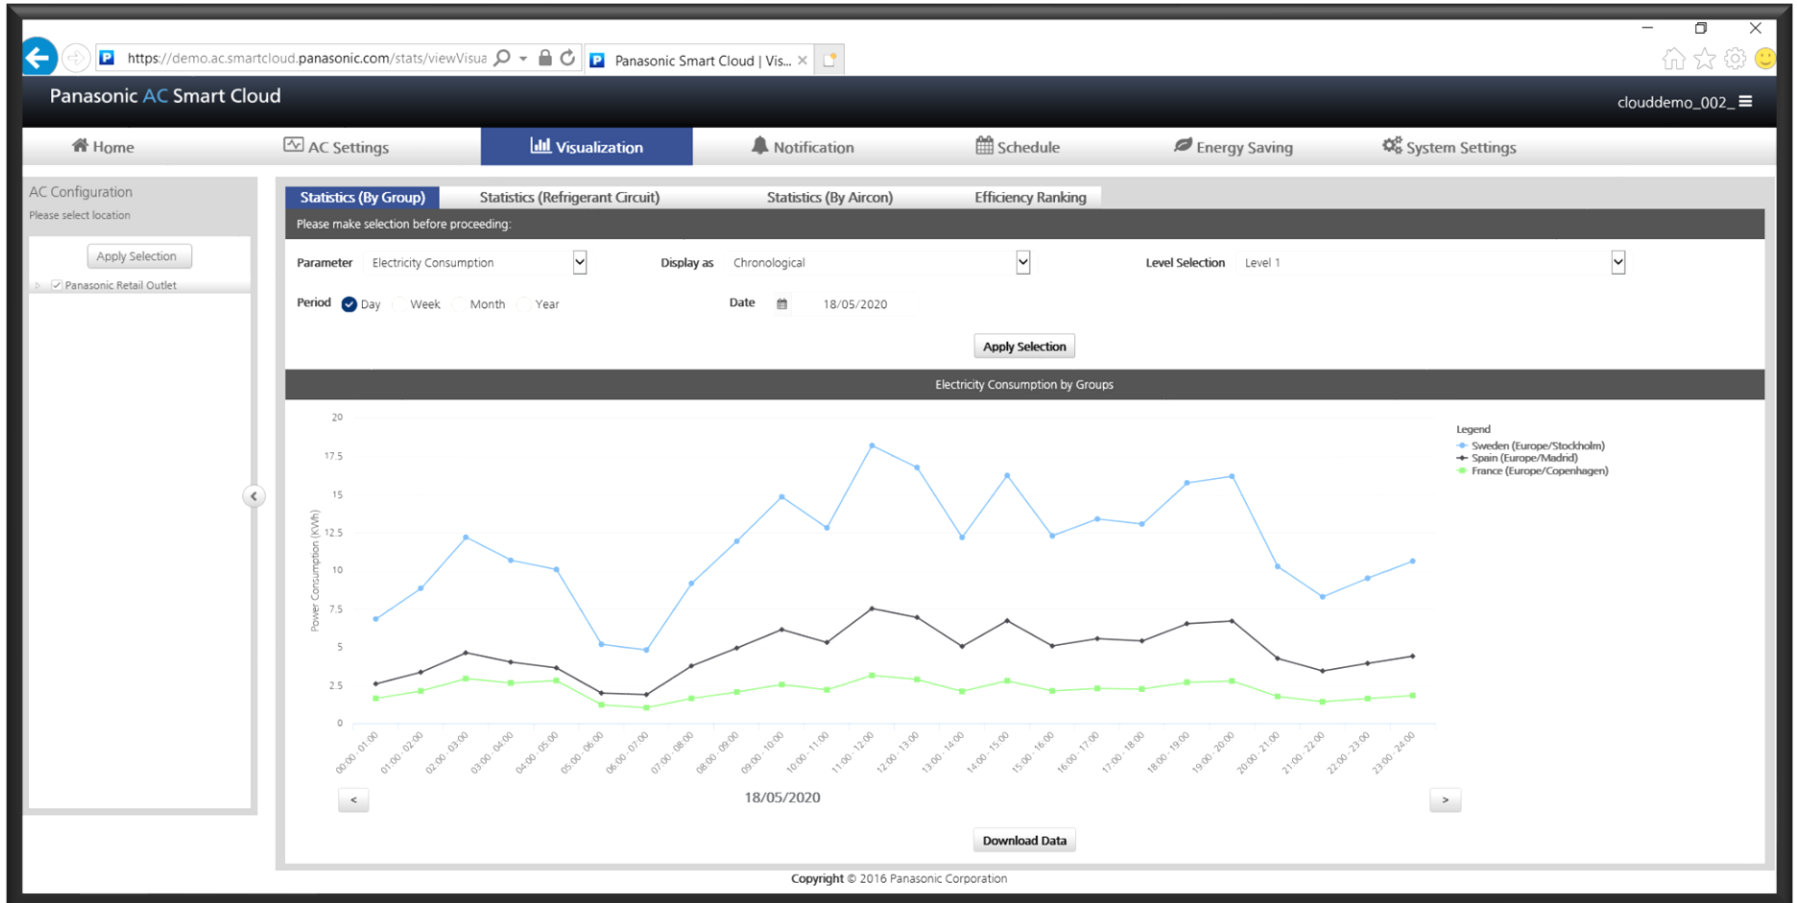 https://demo.ac.smartcloud.panasonic.com/stats/viewVisua
Panasonic Smart Cloud | Vis...
Panasonic AC Smart Cloud
clouddemo_002_
Home
AC Settings
Visualization
Notification
Schedule
Energy Saving
System Settings
AC Configuration
Please select location
Apply Selection
Panasonic Retail Outlet
Statistics (By Group)
Statistics (Refrigerant Circuit)
Statistics (By Aircon)
Efficiency Ranking
Please make selection before proceeding:
Parameter Electricity Consumption
Display as Chronological
Level Selection Level 1
Period Day Week Month Year
Date 18/05/2020
Apply Selection
Electricity Consumption by Groups
Power Consumption (KWh)
20
17.5
15
12.5
10
7.5
5
2.5
0
00:00 - 01:00
01:00 - 02:00
02:00 - 03:00
03:00 - 04:00
04:00 - 05:00
05:00 - 06:00
06:00 - 07:00
07:00 - 08:00
08:00 - 09:00
09:00 - 10:00
10:00 - 11:00
11:00 - 12:00
12:00 - 13:00
13:00 - 14:00
14:00 - 15:00
15:00 - 16:00
16:00 - 17:00
17:00 - 18:00
18:00 - 19:00
19:00 - 20:00
20:00 - 21:00
21:00 - 22:00
22:00 - 23:00
23:00 - 24:00
Legend
Sweden (Europe/Stockholm)
Spain (Europe/Madrid)
France (Europe/Copenhagen)
<
18/05/2020
>
Download Data
Copyright © 2016 Panasonic Corporation